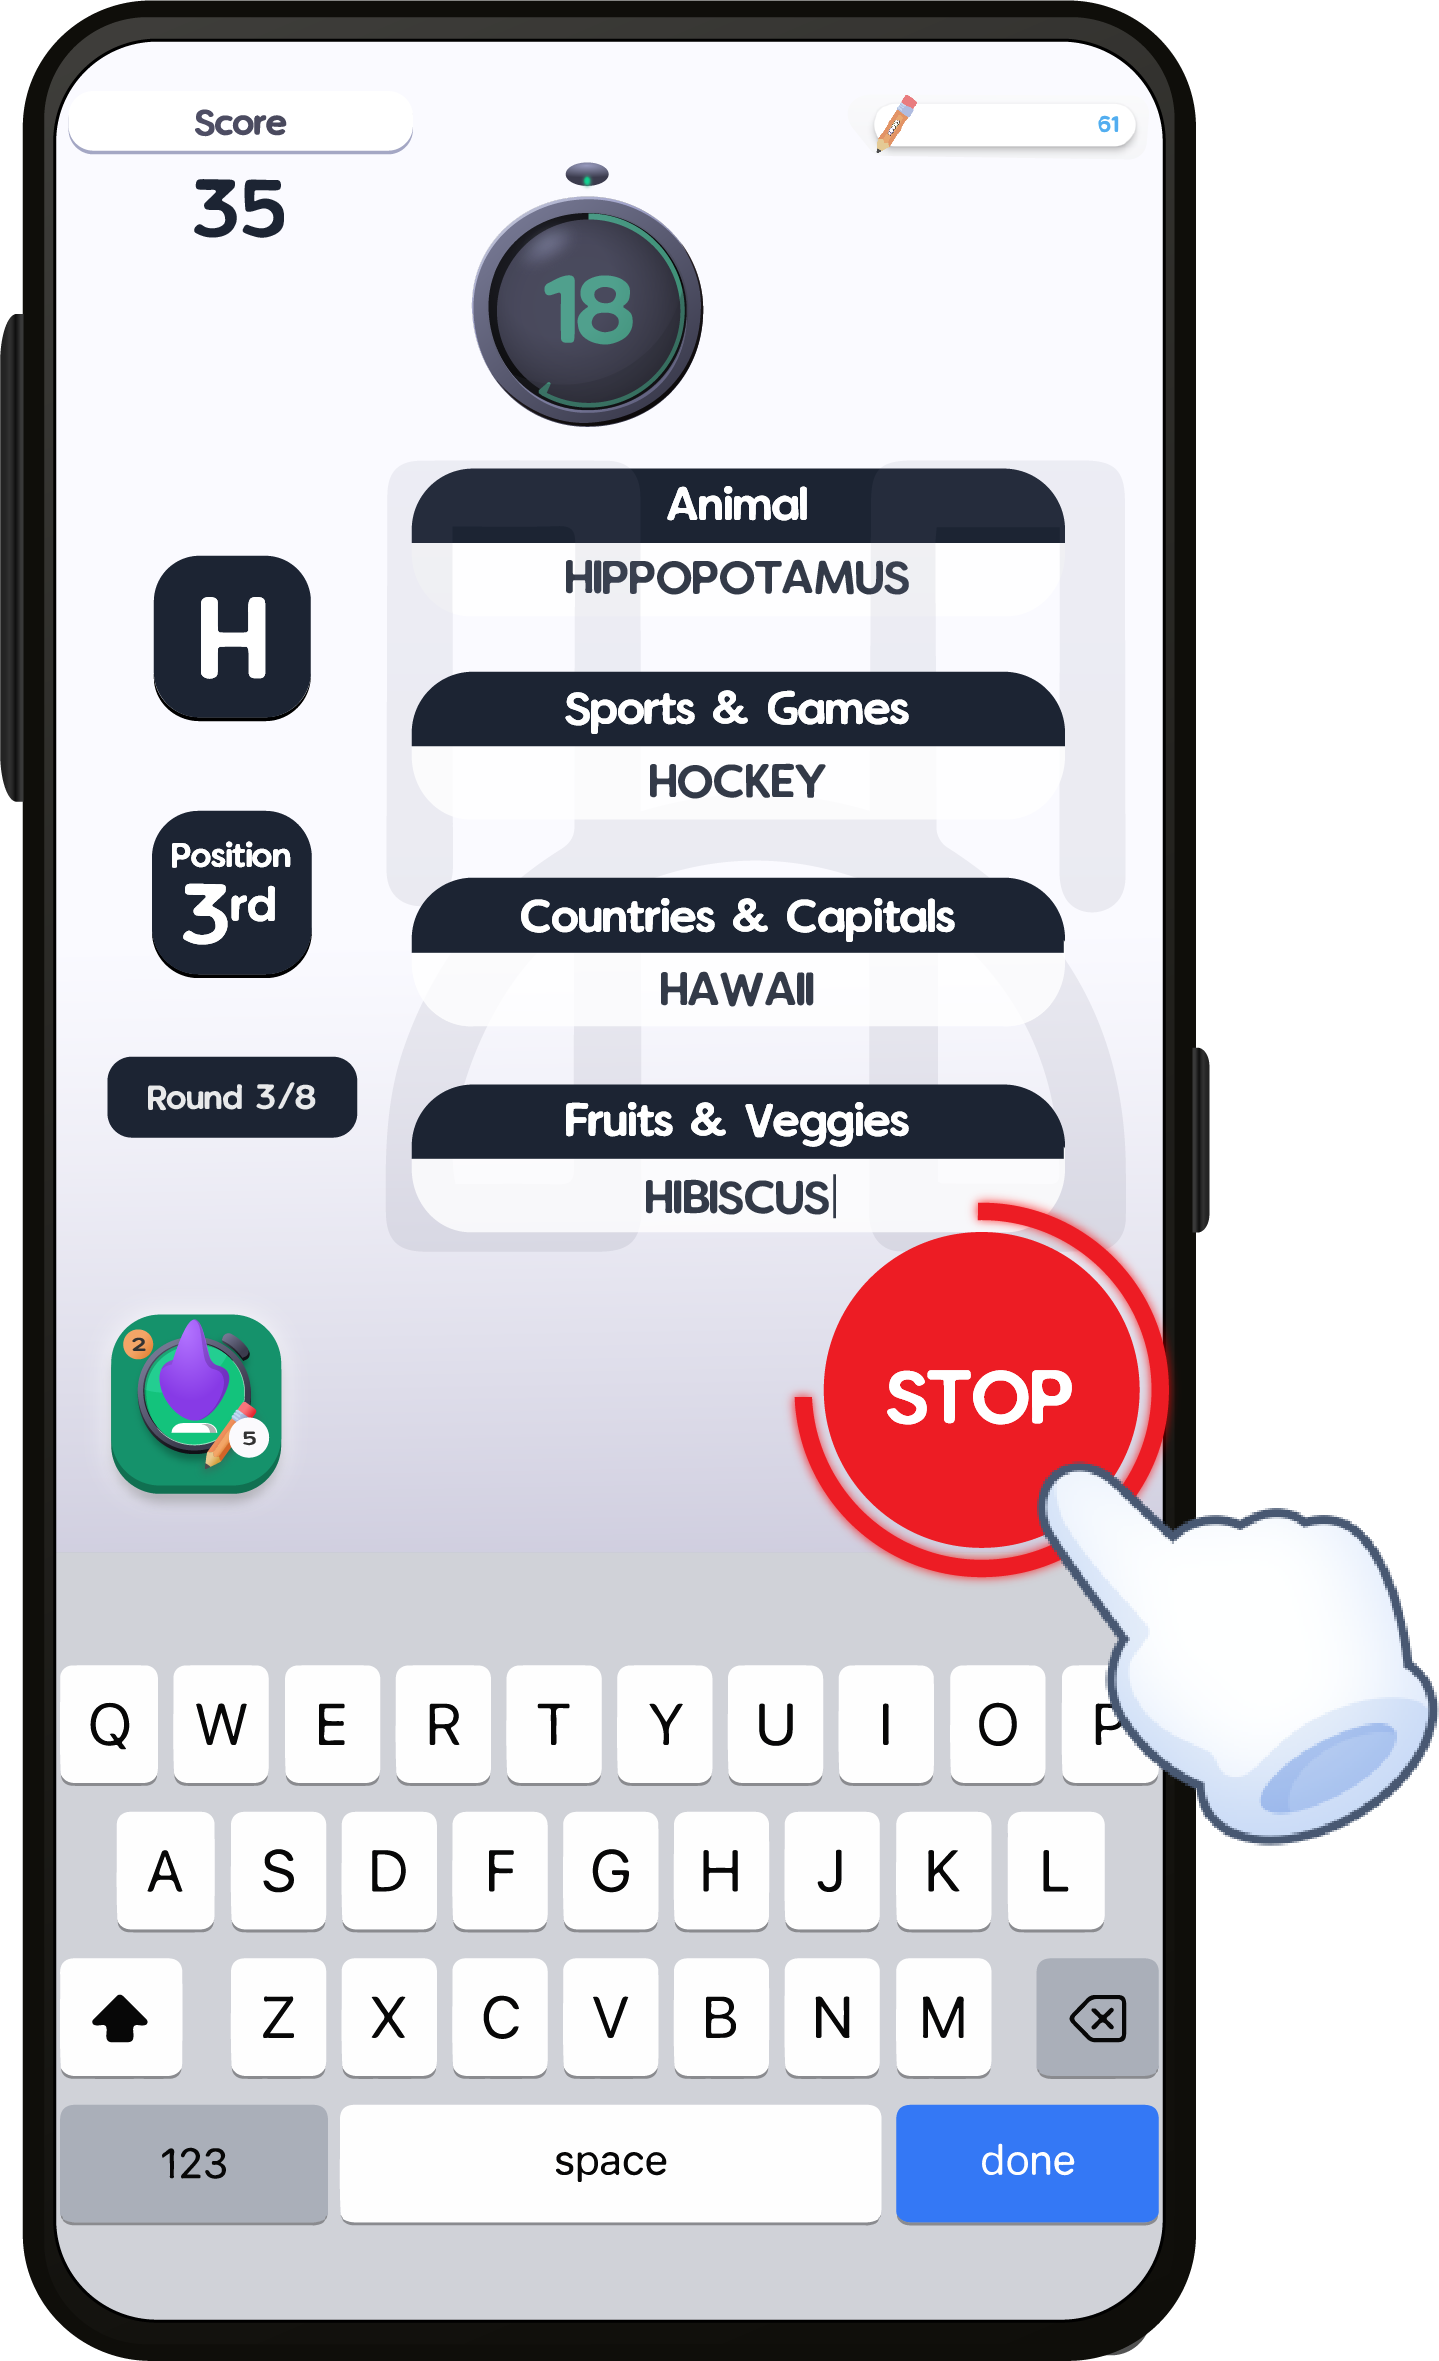 Score
61
35
18
Animal
HIPPOPOTAMUS
H
Sports & Games
HOCKEY
Position
3rd
Countries & Capitals
HAWAII
Round 3/8
Fruits & Veggies
HIBISCUS
2
5
STOP
Q W E R T Y U I O P
A S D F G H J K L
Z X C V B N M
123 space done